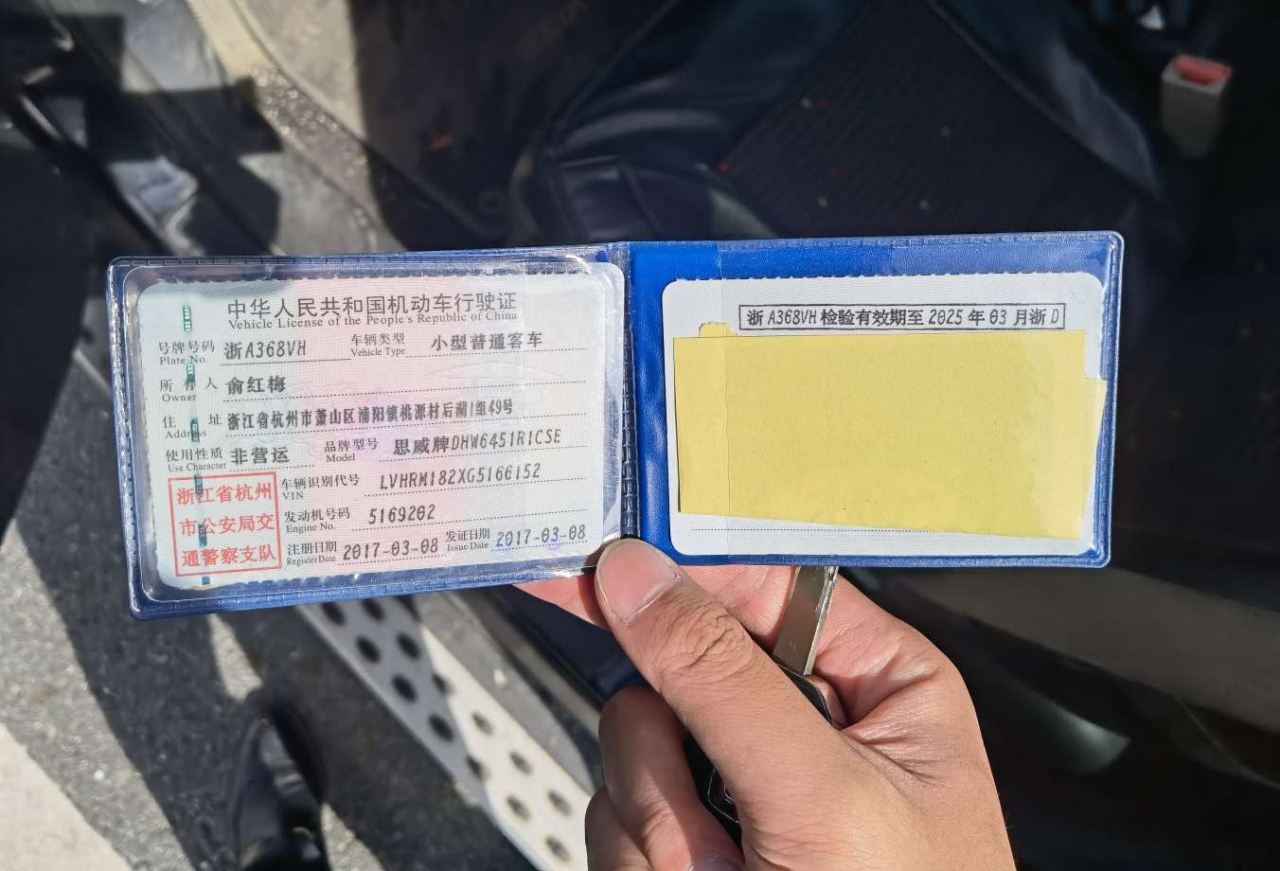 中华人民共和国机动车行驶证
Vehicle License of the People's Republic of China
号牌号码 浙A368VH 车辆类型 小型普通客车
Plate No. Vehicle Type
所有人 俞红梅
Owner
住址 浙江省杭州市萧山区浦阳镇桃源村后湖1组49号
Address
使用性质 非营运 品牌型号 思威牌DHW6451R1CSE
Use Character Model
车辆识别代号 LVHRM182XG5166152
VIN
发动机号码 5169202
Engine No.
注册日期 2017-03-08 发证日期 2017-03-08
Register Date Issue Date
浙江省杭州
市公安局交
通警察支队
浙A368VH检验有效期至2025年03月浙D